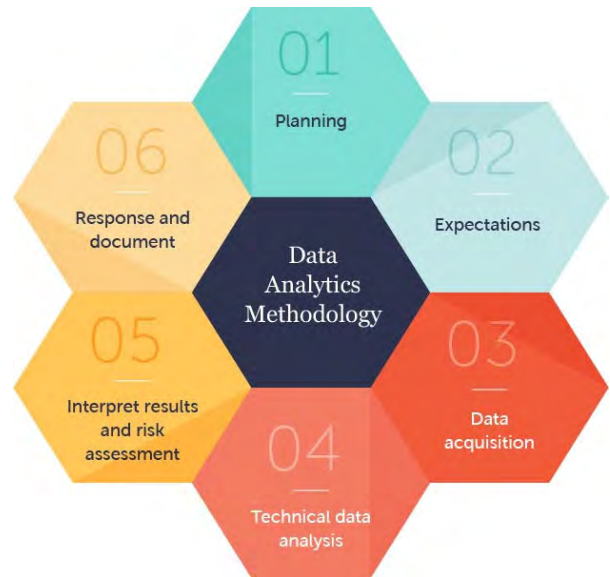 01
Planning
02
Expectations
03
Data
acquisition
04
Technical data
analysis
05
Interpret results
and risk
assessment
06
Response and
document
Data
Analytics
Methodology